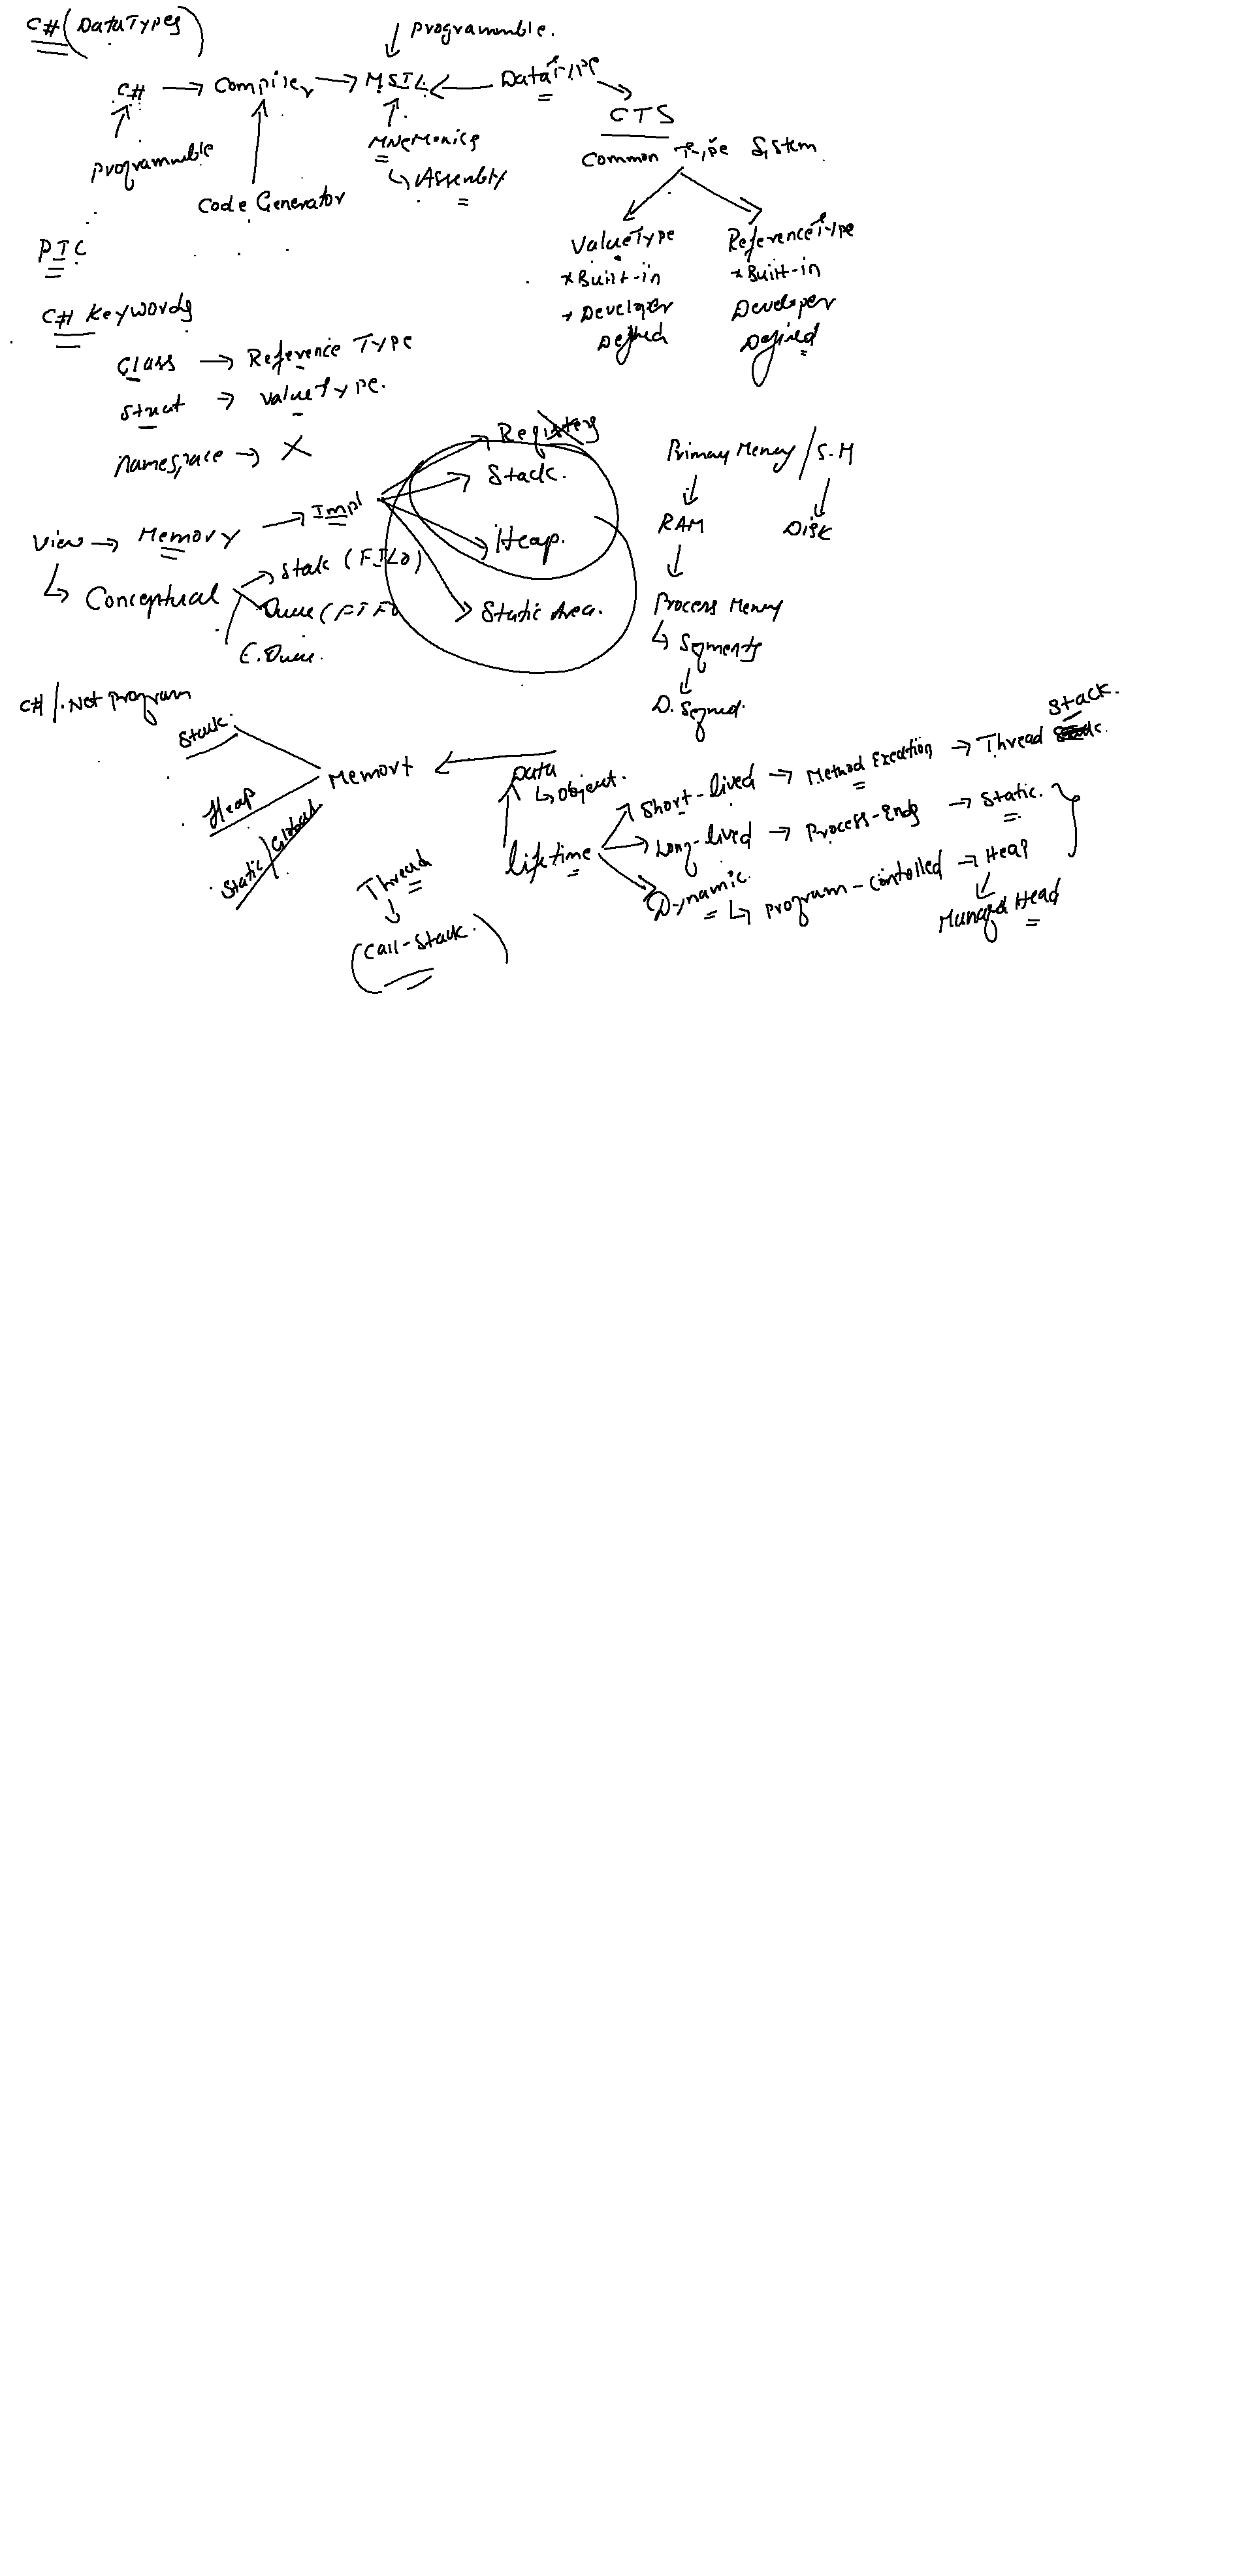 C# (DataTypes)
Programmable.
C# → Compiler → MSIL ← DataType
CTS
Common Type System
Programmable
Code Generator
MNeMonics
↳ Assembly
PTC
ValueType
* Built-in
* Developer
Defined
ReferenceType
* Built-in
Developer
Defined
C# Keywords
Class → Reference Type
Struct → ValueType.
Namespace → X
View → Memory → Impl
↳ Conceptual
Stack (FILO)
Queue (FIFO
C. Queue.
Stack.
Heap.
Static Area.
Primary Memory / S.M
RAM
Disk
Process Memory
↳ Segments
D. Segment.
C# / .Net program
Stack.
Heap
Static / Global
Memory
Data
↳ Object.
lifetime
Short-lived → Method Execution → Thread
Stack.
Long-lived → Process-Ends → Static.
Dynamic.
↳ Program-Controlled → Heap
Managed Head
Thread
(Call-Stack.)